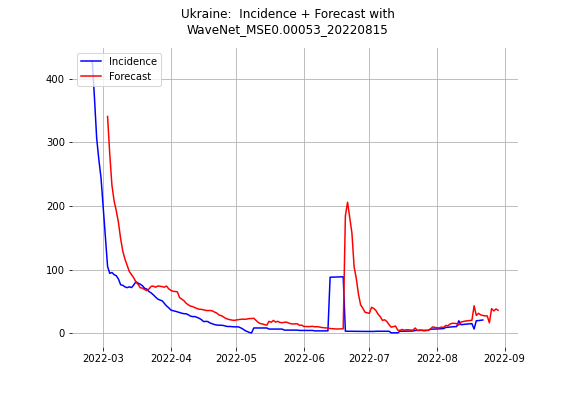 Ukraine:  Incidence + Forecast with
WaveNet_MSE0.00053_20220815
Incidence
Forecast
400
300
200
100
0
2022-03 2022-04 2022-05 2022-06 2022-07 2022-08 2022-09